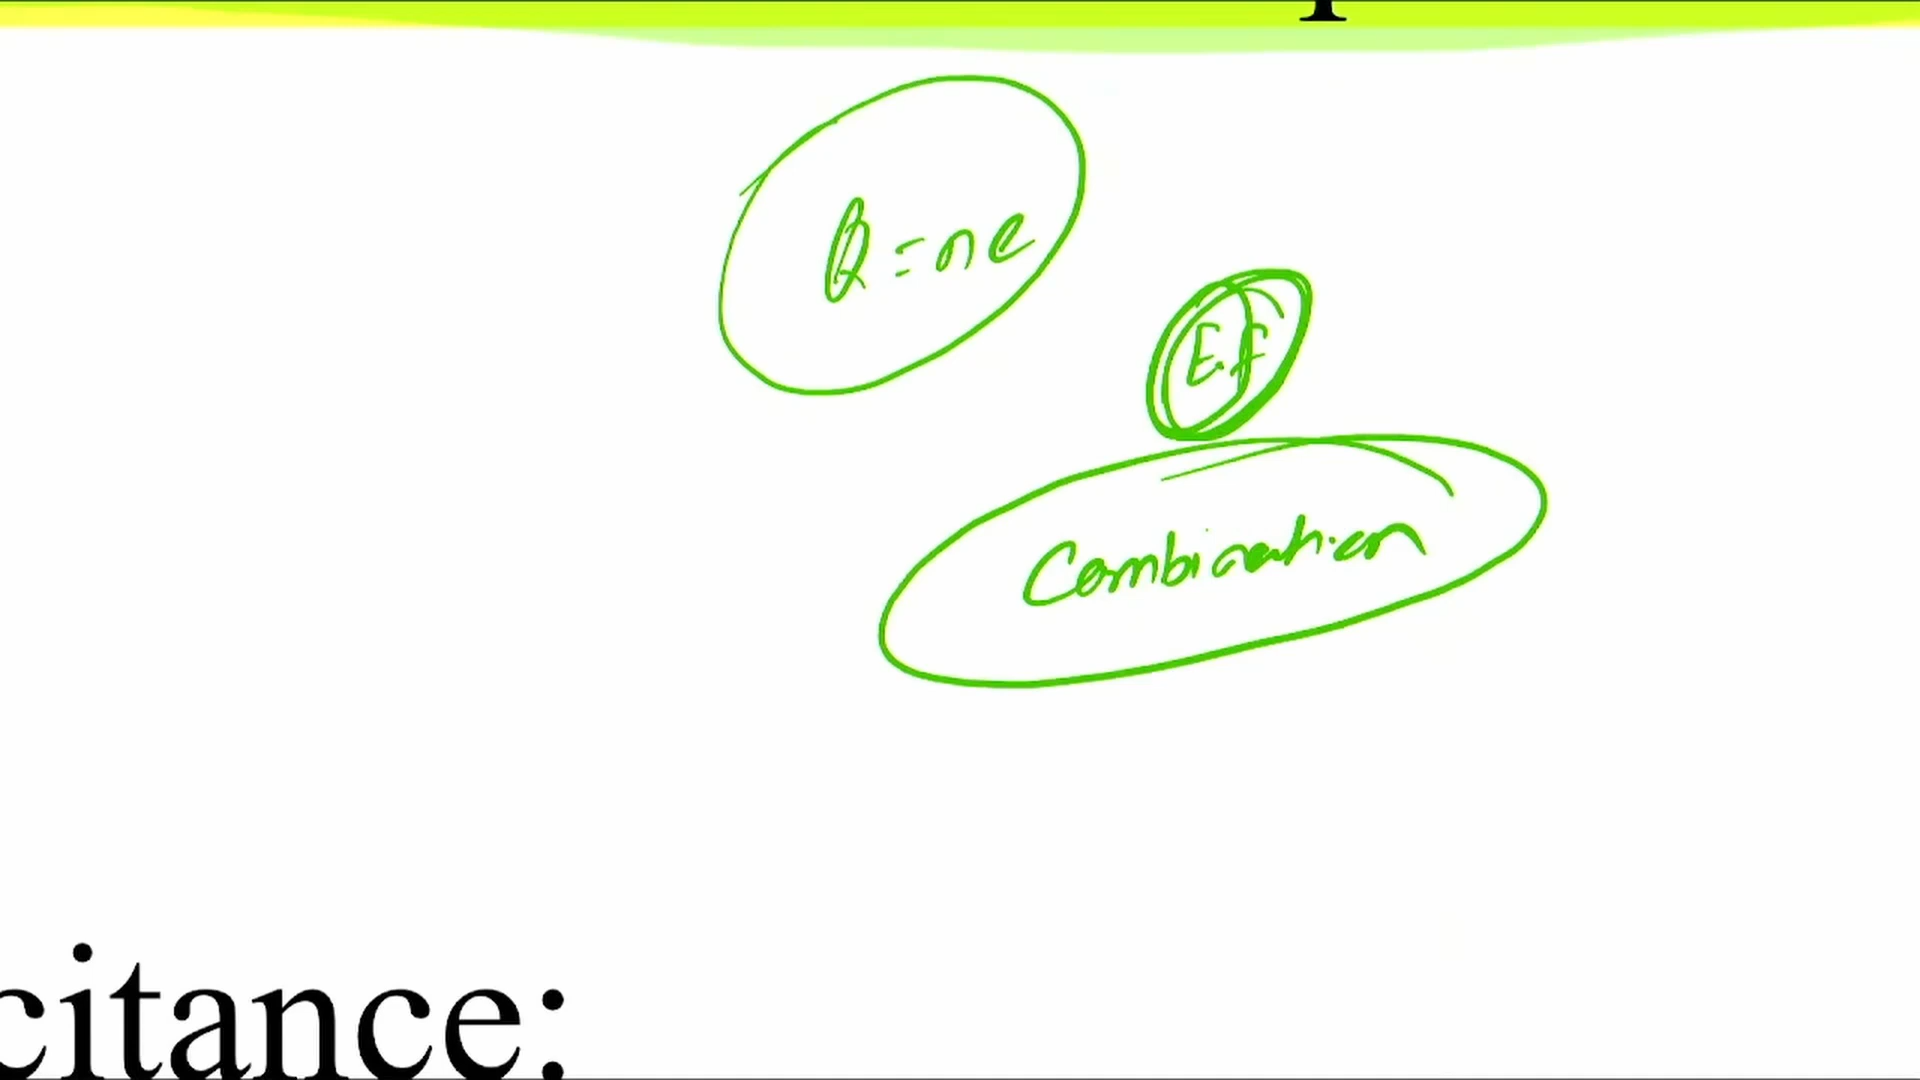 Q = ne
E.F
Combination
citance: